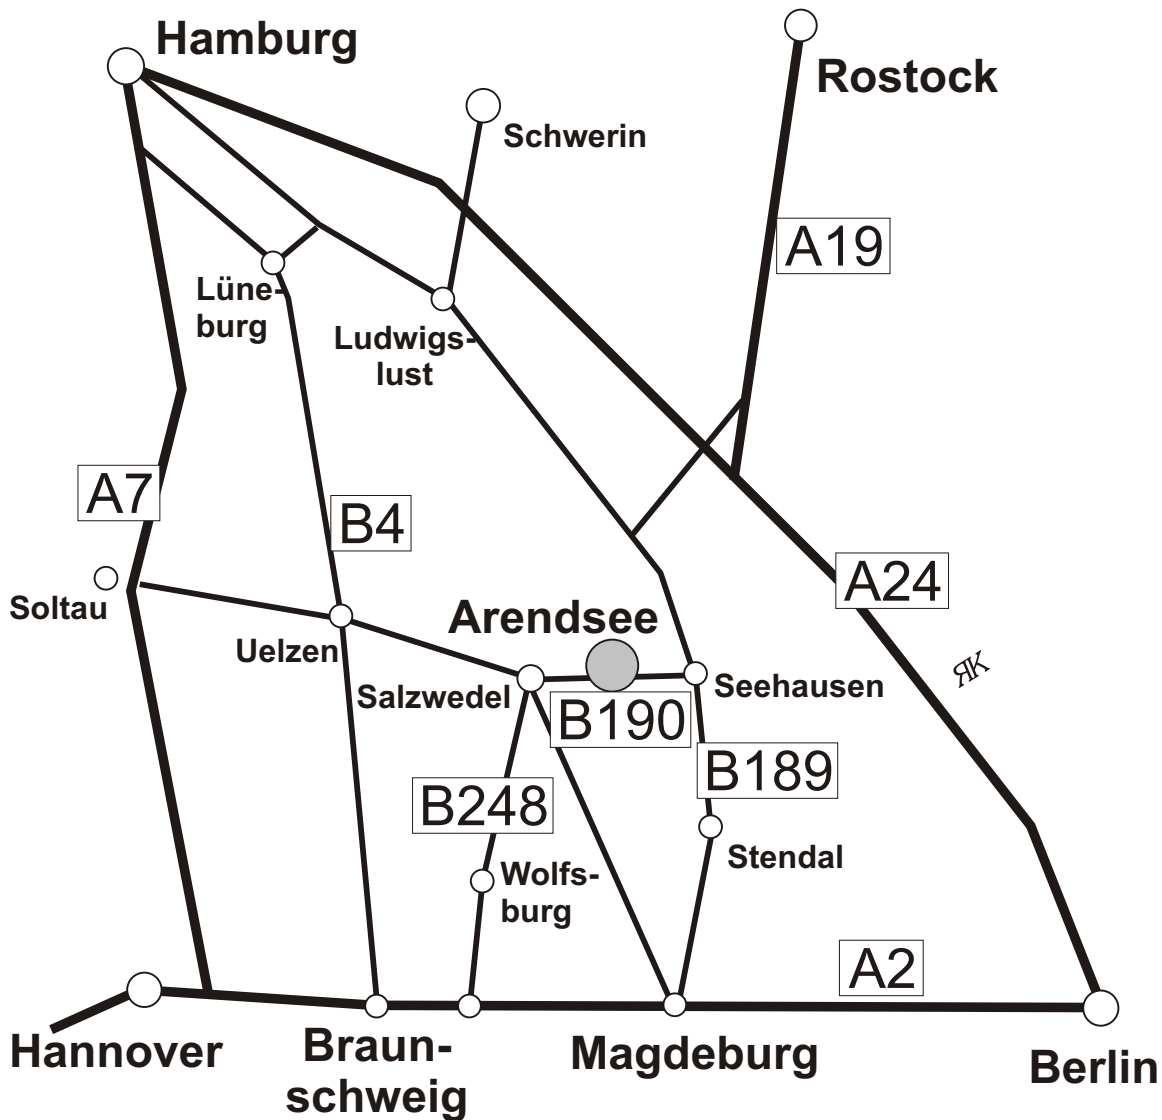 Hamburg
Rostock
Schwerin
A19
Lüne-
burg
Ludwigs-
lust
A7
B4
A24
Soltau
Arendsee
Uelzen
Salzwedel
Seehausen
B190
B189
B248
Stendal
Wolfs-
burg
A2
Hannover
Braun-
schweig
Magdeburg
Berlin